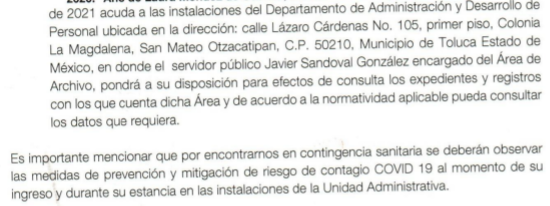 de 2021 acuda a las instalaciones del Departamento de Administración y Desarrollo de
Personal ubicada en la dirección: calle Lázaro Cárdenas No. 105, primer piso, Colonia
La Magdalena, San Mateo Otzacatipan, C.P. 50210, Municipio de Toluca Estado de
México, en donde el servidor público Javier Sandoval González encargado del Área de
Archivo, pondrá a su disposición para efectos de consulta los expedientes y registros
con los que cuenta dicha Área y de acuerdo a la normatividad aplicable pueda consultar
los datos que requiera.
Es importante mencionar que por encontrarnos en contingencia sanitaria se deberán observar
las medidas de prevención y mitigación de riesgo de contagio COVID 19 al momento de su
ingreso y durante su estancia en las instalaciones de la Unidad Administrativa.